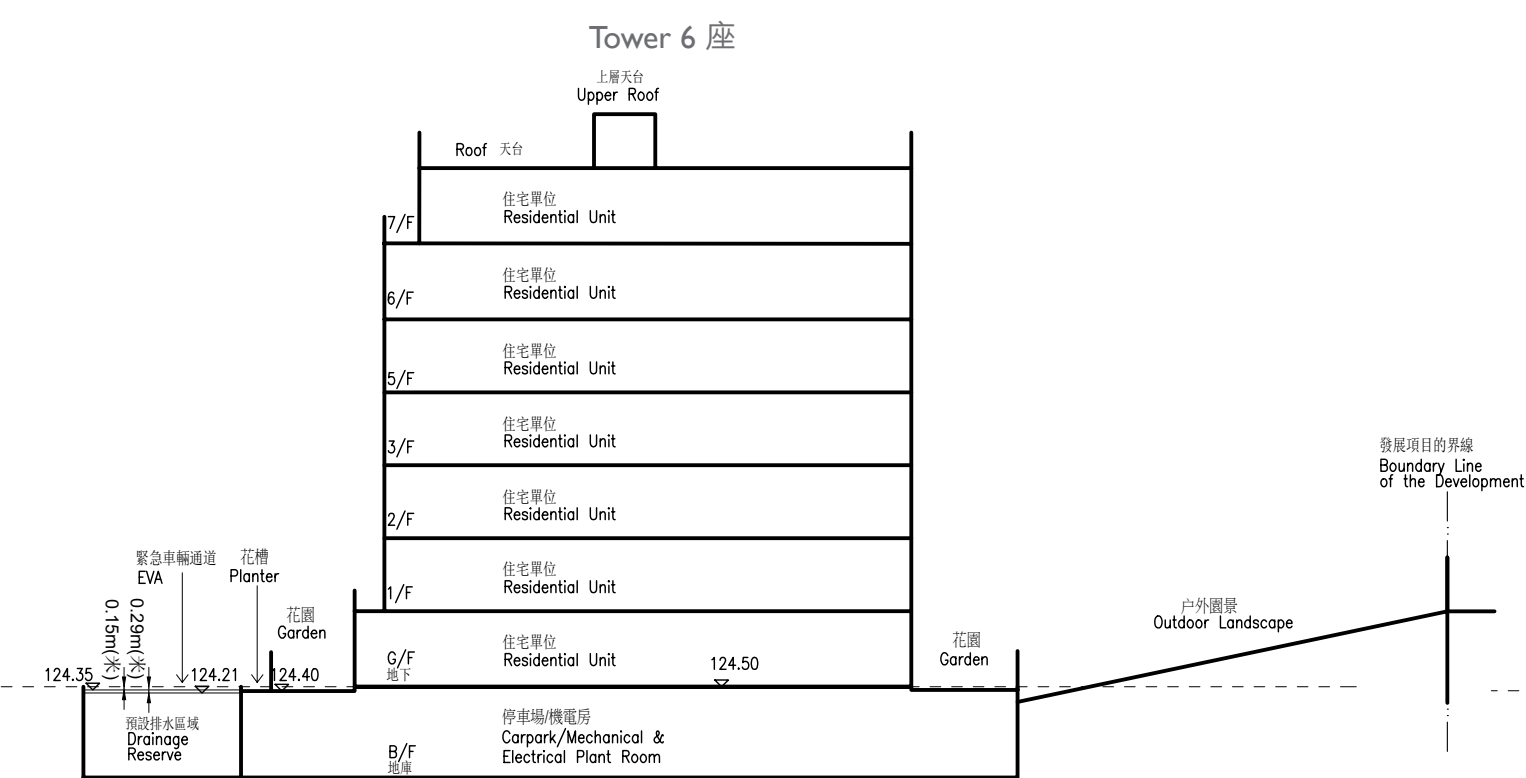 Tower 6 座
上層天台
Upper Roof
Roof 天台
住宅單位
Residential Unit
7/F
住宅單位
Residential Unit
6/F
住宅單位
Residential Unit
5/F
住宅單位
Residential Unit
3/F
住宅單位
Residential Unit
2/F
住宅單位
Residential Unit
1/F
住宅單位
Residential Unit
G/F
地下
124.50
停車場/機電房
Carpark/Mechanical &
Electrical Plant Room
B/F
地庫
緊急車輛通道
EVA
花槽
Planter
花園
Garden
0.15m(米)
0.29m(米)
124.35
124.21
124.40
預設排水區域
Drainage
Reserve
花園
Garden
户外園景
Outdoor Landscape
發展項目的界線
Boundary Line
of the Development